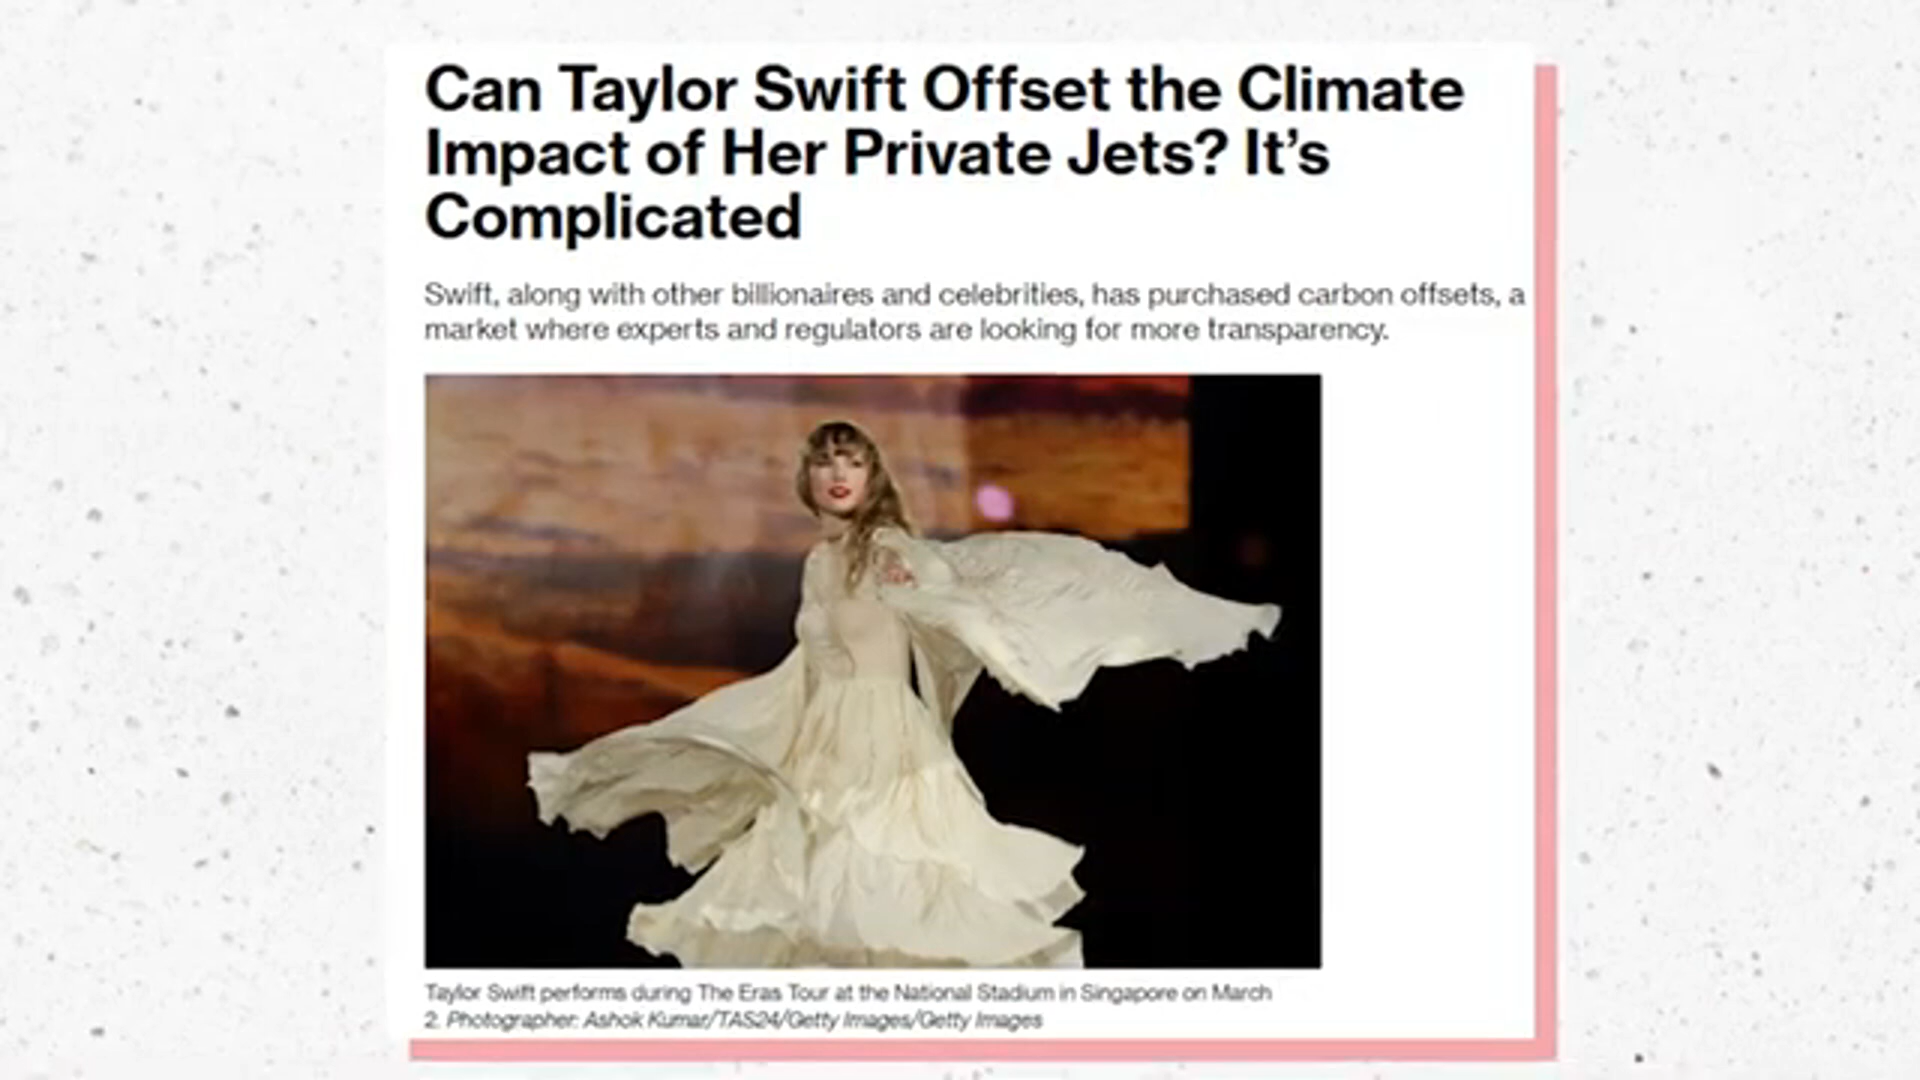 Can Taylor Swift Offset the Climate
Impact of Her Private Jets? It’s
Complicated
Swift, along with other billionaires and celebrities, has purchased carbon offsets, a
market where experts and regulators are looking for more transparency.
Taylor Swift performs during The Eras Tour at the National Stadium in Singapore on March
2. Photographer: Ashok Kumar/TAS24/Getty Images/Getty Images